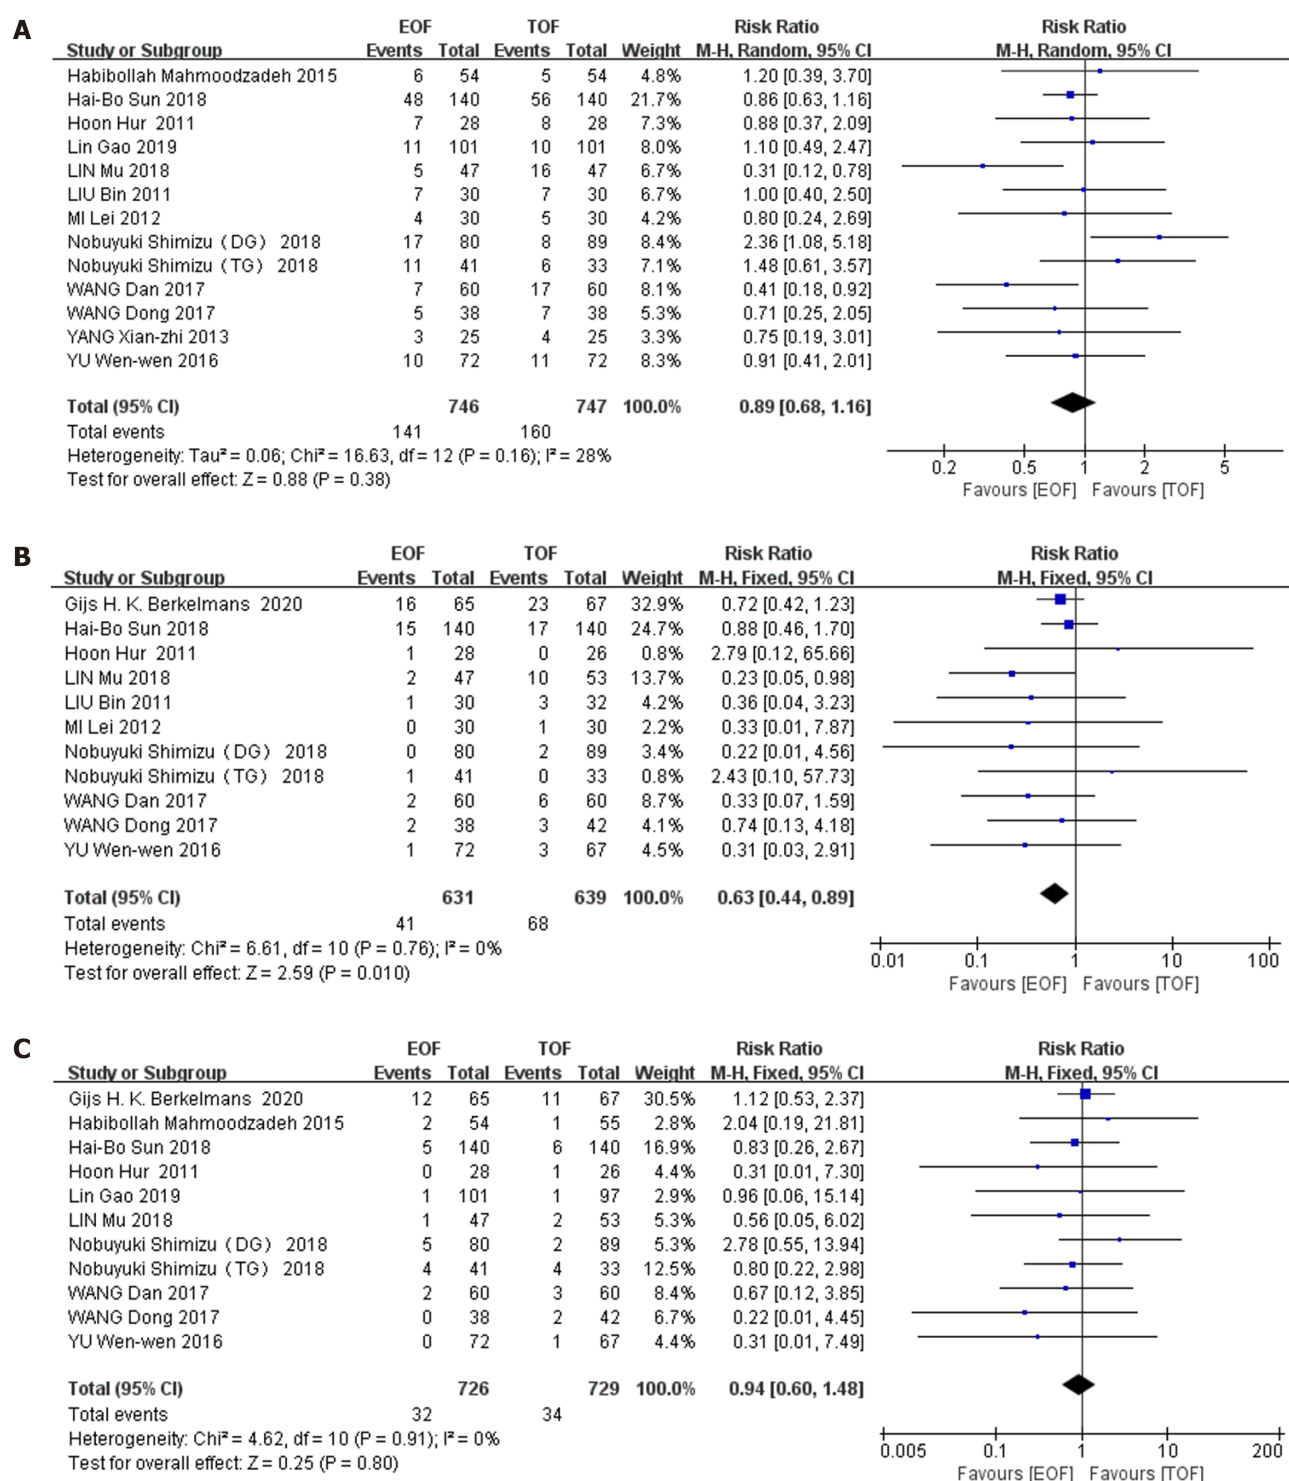 A
EOF TOF Risk Ratio Risk Ratio
Study or Subgroup Events Total Events Total Weight M-H, Random, 95% CI M-H, Random, 95% CI
Habibollah Mahmoodzadeh 2015 6 54 5 54 4.8% 1.20 [0.39, 3.70]
Hai-Bo Sun 2018 48 140 56 140 21.7% 0.86 [0.63, 1.16]
Hoon Hur 2011 7 28 8 28 7.3% 0.88 [0.37, 2.09]
Lin Gao 2019 11 101 10 101 8.0% 1.10 [0.49, 2.47]
LIN Mu 2018 5 47 16 47 6.7% 0.31 [0.12, 0.78]
LIU Bin 2011 7 30 7 30 6.7% 1.00 [0.40, 2.50]
MI Lei 2012 4 30 5 30 4.2% 0.80 [0.24, 2.69]
Nobuyuki Shimizu (DG) 2018 17 80 8 89 8.4% 2.36 [1.08, 5.18]
Nobuyuki Shimizu (TG) 2018 11 41 6 33 7.1% 1.48 [0.61, 3.57]
WANG Dan 2017 7 60 17 60 8.1% 0.41 [0.18, 0.92]
WANG Dong 2017 5 38 7 38 5.3% 0.71 [0.25, 2.05]
YANG Xian-zhi 2013 3 25 4 25 3.3% 0.75 [0.19, 3.01]
YU Wen-wen 2016 10 72 11 72 8.3% 0.91 [0.41, 2.01]
Total (95% CI) 746 747 100.0% 0.89 [0.68, 1.16]
Total events 141 160
Heterogeneity: Tau² = 0.06; Chi² = 16.63, df = 12 (P = 0.16); I² = 28%
Test for overall effect: Z = 0.88 (P = 0.38)
0.2 0.5 1 2 5
Favours [EOF] Favours [TOF]
B
EOF TOF Risk Ratio Risk Ratio
Study or Subgroup Events Total Events Total Weight M-H, Fixed, 95% CI M-H, Fixed, 95% CI
Gijs H. K. Berkelmans 2020 16 65 23 67 32.9% 0.72 [0.42, 1.23]
Hai-Bo Sun 2018 15 140 17 140 24.7% 0.88 [0.46, 1.70]
Hoon Hur 2011 1 28 0 26 0.8% 2.79 [0.12, 65.66]
LIN Mu 2018 2 47 10 53 13.7% 0.23 [0.05, 0.98]
LIU Bin 2011 1 30 3 32 4.2% 0.36 [0.04, 3.23]
MI Lei 2012 0 30 1 30 2.2% 0.33 [0.01, 7.87]
Nobuyuki Shimizu (DG) 2018 0 80 2 89 3.4% 0.22 [0.01, 4.56]
Nobuyuki Shimizu (TG) 2018 1 41 0 33 0.8% 2.43 [0.10, 57.73]
WANG Dan 2017 2 60 6 60 8.7% 0.33 [0.07, 1.59]
WANG Dong 2017 2 38 3 42 4.1% 0.74 [0.13, 4.18]
YU Wen-wen 2016 1 72 3 67 4.5% 0.31 [0.03, 2.91]
Total (95% CI) 631 639 100.0% 0.63 [0.44, 0.89]
Total events 41 68
Heterogeneity: Chi² = 6.61, df = 10 (P = 0.76); I² = 0%
Test for overall effect: Z = 2.59 (P = 0.010)
0.01 0.1 1 10 100
Favours [EOF] Favours [TOF]
C
EOF TOF Risk Ratio Risk Ratio
Study or Subgroup Events Total Events Total Weight M-H, Fixed, 95% CI M-H, Fixed, 95% CI
Gijs H. K. Berkelmans 2020 12 65 11 67 30.5% 1.12 [0.53, 2.37]
Habibollah Mahmoodzadeh 2015 2 54 1 55 2.8% 2.04 [0.19, 21.81]
Hai-Bo Sun 2018 5 140 6 140 16.9% 0.83 [0.26, 2.67]
Hoon Hur 2011 0 28 1 26 4.4% 0.31 [0.01, 7.30]
Lin Gao 2019 1 101 1 97 2.9% 0.96 [0.06, 15.14]
LIN Mu 2018 1 47 2 53 5.3% 0.56 [0.05, 6.02]
Nobuyuki Shimizu (DG) 2018 5 80 2 89 5.3% 2.78 [0.55, 13.94]
Nobuyuki Shimizu (TG) 2018 4 41 4 33 12.5% 0.80 [0.22, 2.98]
WANG Dan 2017 2 60 3 60 8.4% 0.67 [0.12, 3.85]
WANG Dong 2017 0 38 2 42 6.7% 0.22 [0.01, 4.45]
YU Wen-wen 2016 0 72 1 67 4.4% 0.31 [0.01, 7.49]
Total (95% CI) 726 729 100.0% 0.94 [0.60, 1.48]
Total events 32 34
Heterogeneity: Chi² = 4.62, df = 10 (P = 0.91); I² = 0%
Test for overall effect: Z = 0.25 (P = 0.80)
0.005 0.1 1 10 200
Favours [EOF] Favours [TOF]